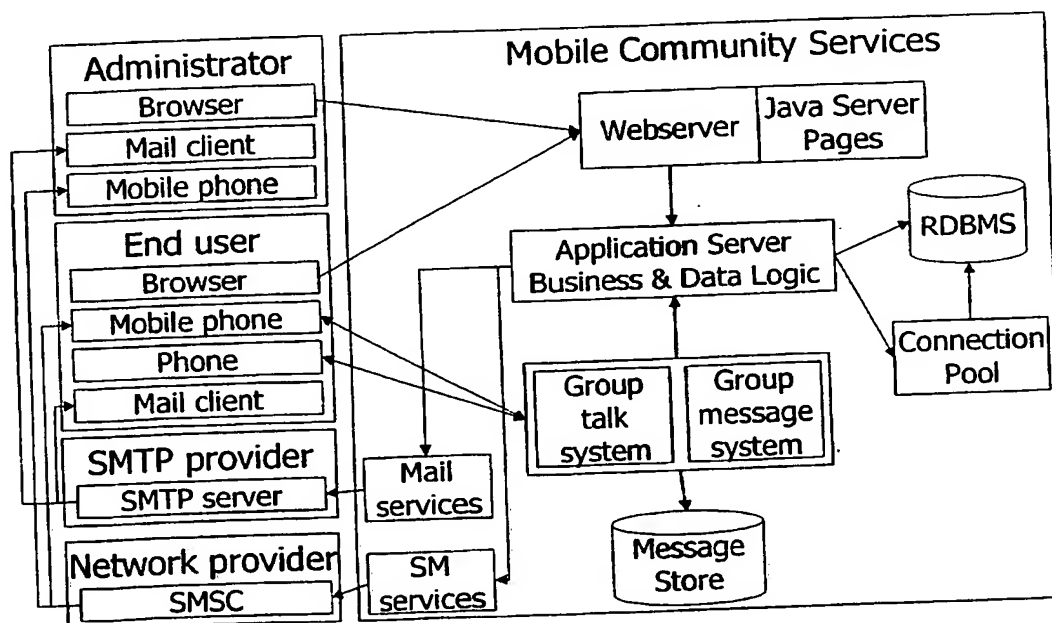 Administrator
Browser
Mail client
Mobile phone
End user
Browser
Mobile phone
Phone
Mail client
SMTP provider
SMTP server
Network provider
SMSC
Mobile Community Services
Webserver
Java Server
Pages
Application Server
Business & Data Logic
RDBMS
Connection
Pool
Group
talk
system
Group
message
system
Mail
services
SM
services
Message
Store